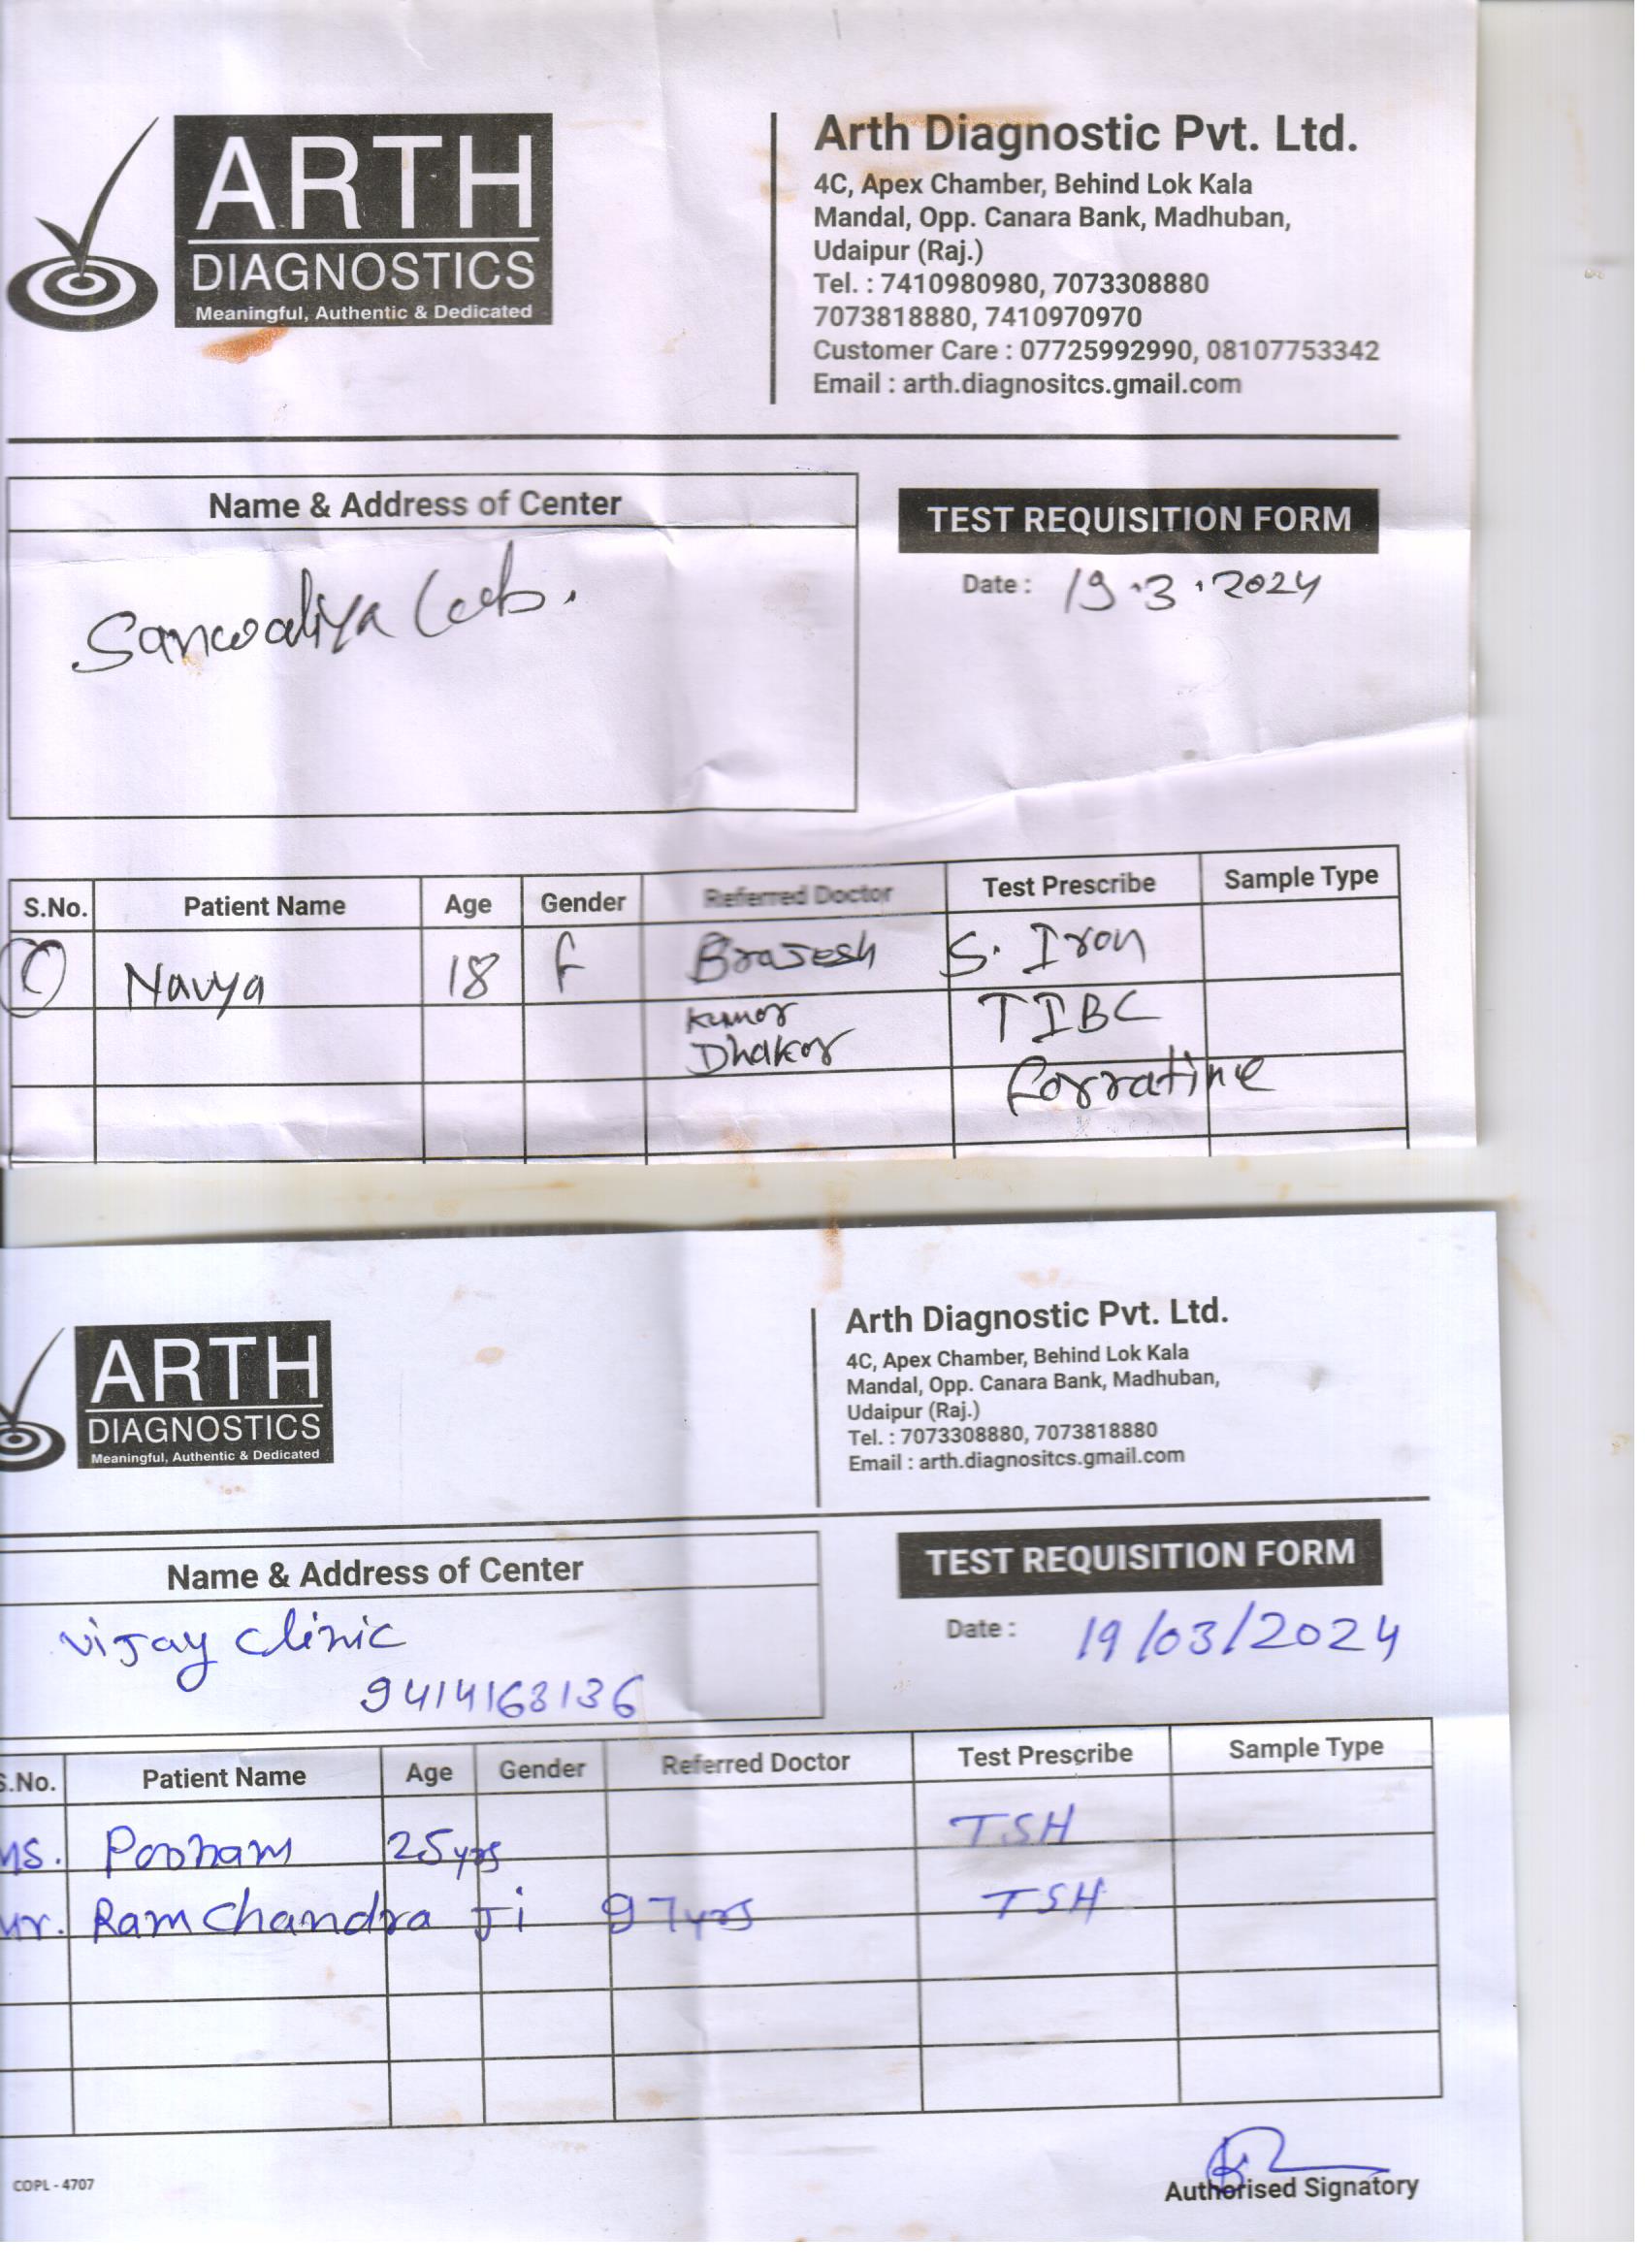 ARTH
DIAGNOSTICS
Meaningful, Authentic & Dedicated
Arth Diagnostic Pvt. Ltd.
4C, Apex Chamber, Behind Lok Kala
Mandal, Opp. Canara Bank, Madhuban,
Udaipur (Raj.)
Tel. : 7410980980, 7073308880
7073818880, 7410970970
Customer Care : 07725992990, 08107753342
Email : arth.diagnositcs.gmail.com
Name & Address of Center
TEST REQUISITION FORM
Date : 19.3.2024
Sanwaliya Lab.
S.No. Patient Name Age Gender Referred Doctor Test Prescribe Sample Type
Navya 18 F Brajesh S. Iron
Kumar TIBC
Dhakar
Farratine
ARTH
DIAGNOSTICS
Meaningful, Authentic & Dedicated
Arth Diagnostic Pvt. Ltd.
4C, Apex Chamber, Behind Lok Kala
Mandal, Opp. Canara Bank, Madhuban,
Udaipur (Raj.)
Tel. : 7073308880, 7073818880
Email : arth.diagnositcs.gmail.com
Name & Address of Center
TEST REQUISITION FORM
Date : 19/03/2024
Vijay Clinic
9414163136
S.No. Patient Name Age Gender Referred Doctor Test Prescribe Sample Type
Ms. Poonam 25yrs TSH
Mr. Ram Chandra Ji 97yrs TSH
COPL - 4707
Authorised Signatory